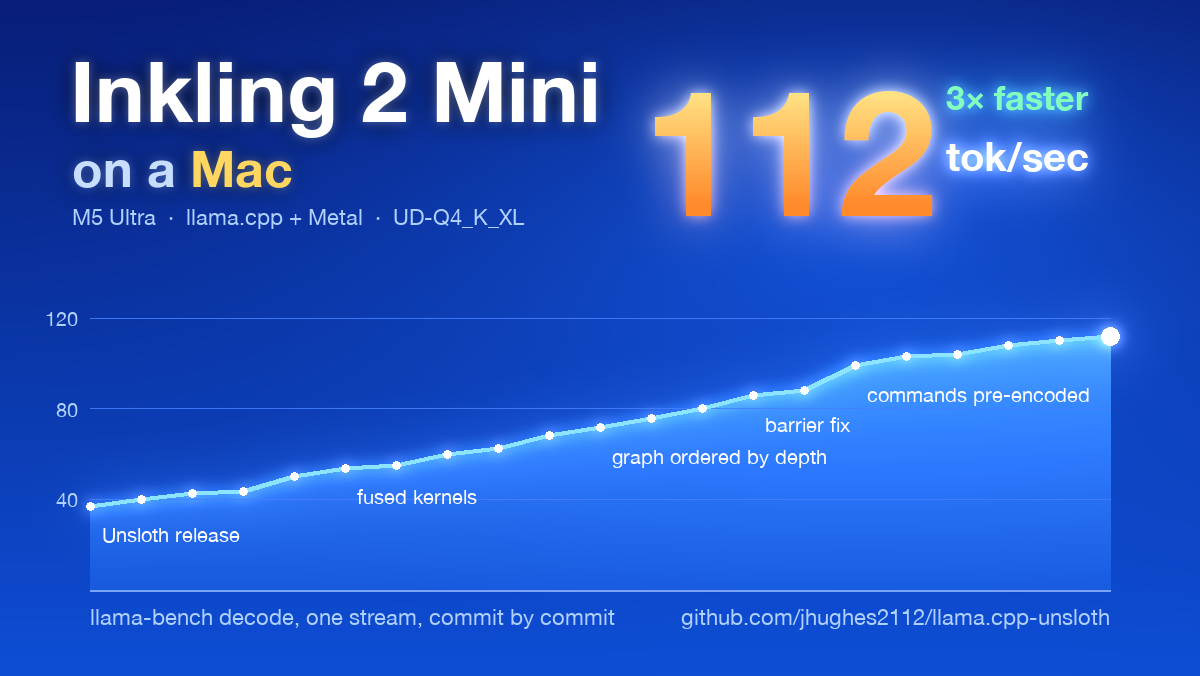 Inkling 2 Mini
on a Mac
M5 Ultra · llama.cpp + Metal · UD-Q4_K_XL
112
3× faster
tok/sec
120
80
40
commands pre-encoded
barrier fix
graph ordered by depth
fused kernels
Unsloth release
llama-bench decode, one stream, commit by commit
github.com/jhughes2112/llama.cpp-unsloth